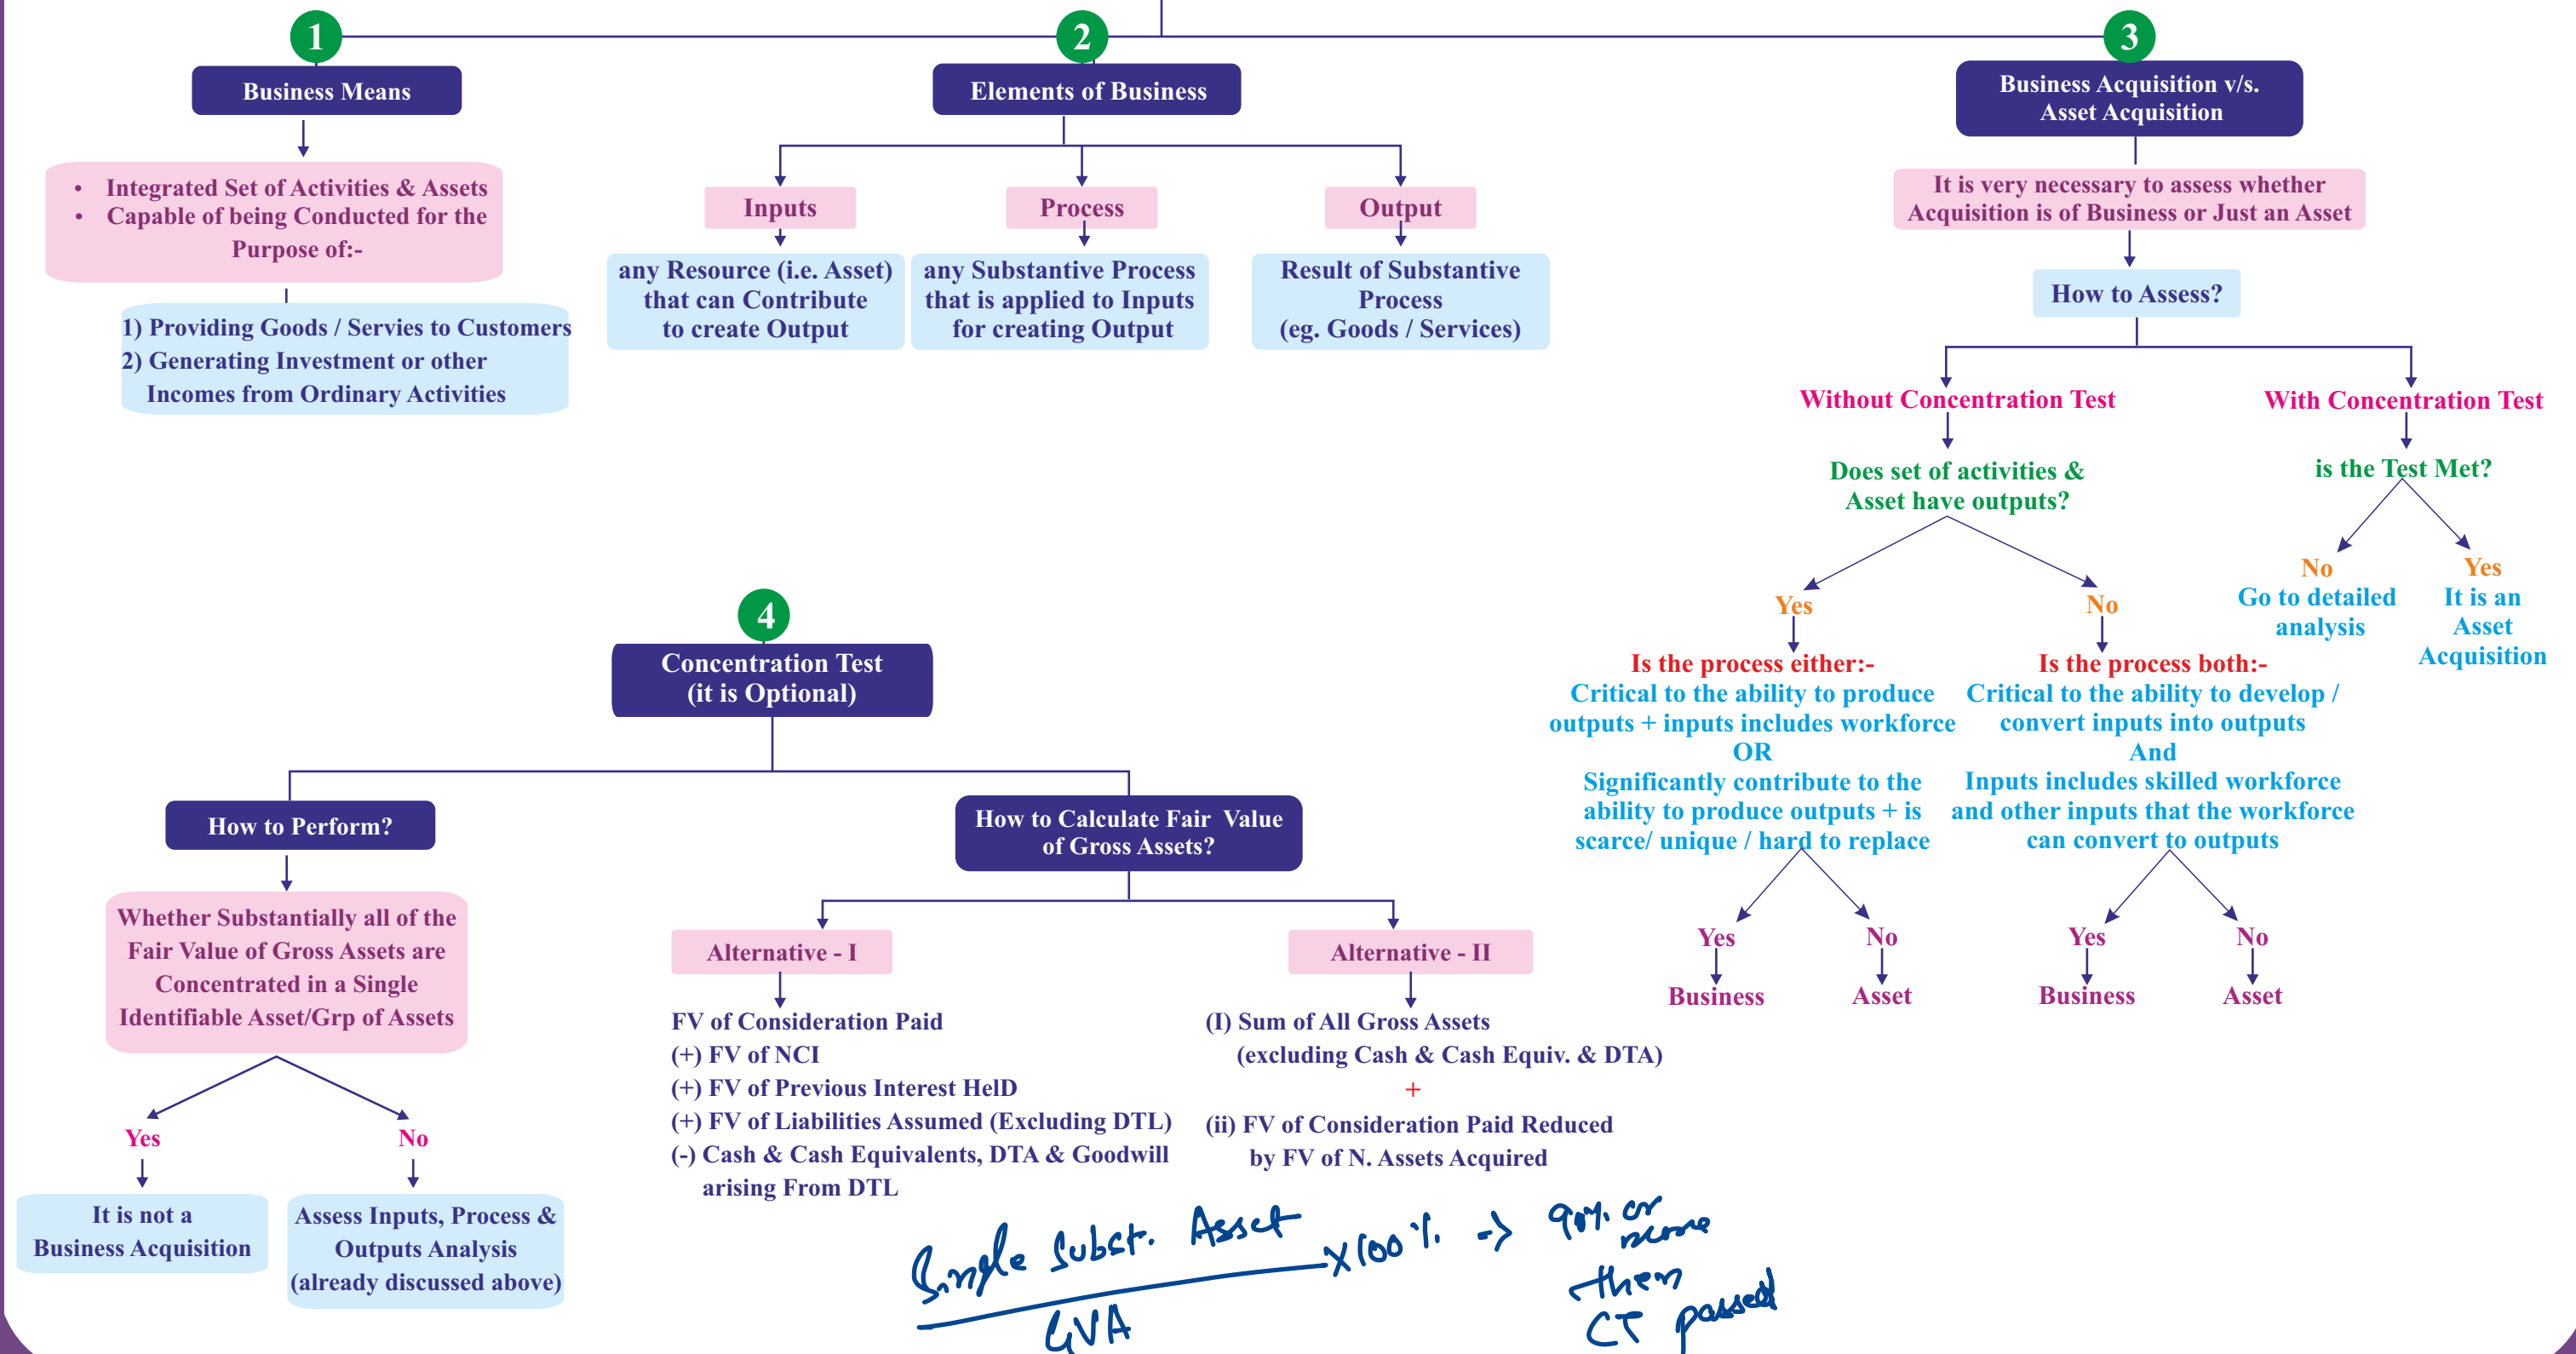 1
Business Means
• Integrated Set of Activities & Assets
• Capable of being Conducted for the
Purpose of:-
1) Providing Goods / Servies to Customers
2) Generating Investment or other
Incomes from Ordinary Activities
2
Elements of Business
Inputs
any Resource (i.e. Asset)
that can Contribute
to create Output
Process
any Substantive Process
that is applied to Inputs
for creating Output
Output
Result of Substantive
Process
(eg. Goods / Services)
3
Business Acquisition v/s.
Asset Acquisition
It is very necessary to assess whether
Acquisition is of Business or Just an Asset
How to Assess?
Without Concentration Test
Does set of activities &
Asset have outputs?
Yes
Is the process either:-
Critical to the ability to produce
outputs + inputs includes workforce
OR
Significantly contribute to the
ability to produce outputs + is
scarce/ unique / hard to replace
Yes
Business
No
Asset
No
Is the process both:-
Critical to the ability to develop /
convert inputs into outputs
And
Inputs includes skilled workforce
and other inputs that the workforce
can convert to outputs
Yes
Business
No
Asset
With Concentration Test
is the Test Met?
No
Go to detailed
analysis
Yes
It is an
Asset
Acquisition
4
Concentration Test
(it is Optional)
How to Perform?
Whether Substantially all of the
Fair Value of Gross Assets are
Concentrated in a Single
Identifiable Asset/Grp of Assets
Yes
It is not a
Business Acquisition
No
Assess Inputs, Process &
Outputs Analysis
(already discussed above)
How to Calculate Fair Value
of Gross Assets?
Alternative - I
FV of Consideration Paid
(+) FV of NCI
(+) FV of Previous Interest HelD
(+) FV of Liabilities Assumed (Excluding DTL)
(-) Cash & Cash Equivalents, DTA & Goodwill
arising From DTL
Alternative - II
(I) Sum of All Gross Assets
(excluding Cash & Cash Equiv. & DTA)
+
(ii) FV of Consideration Paid Reduced
by FV of N. Assets Acquired
Single Subst. Asset
GVA
X100 % -> 90% or
more
then
CT passed